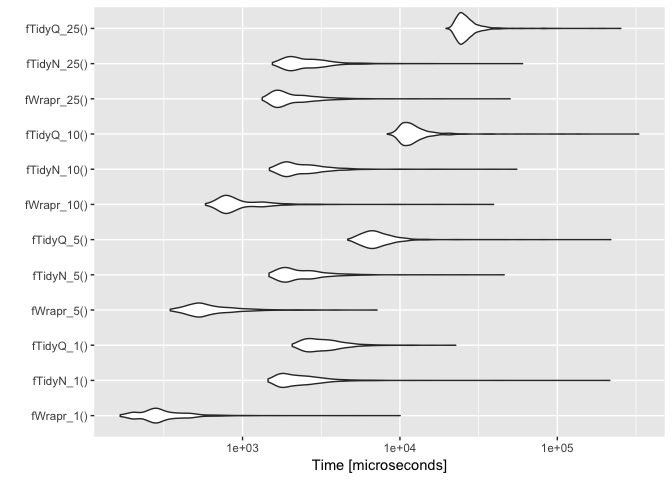 fTidyQ_25()
fTidyN_25()
fWrapr_25()
fTidyQ_10()
fTidyN_10()
fWrapr_10()
fTidyQ_5()
fTidyN_5()
fWrapr_5()
fTidyQ_1()
fTidyN_1()
fWrapr_1()
1e+03 1e+04 1e+05
Time [microseconds]